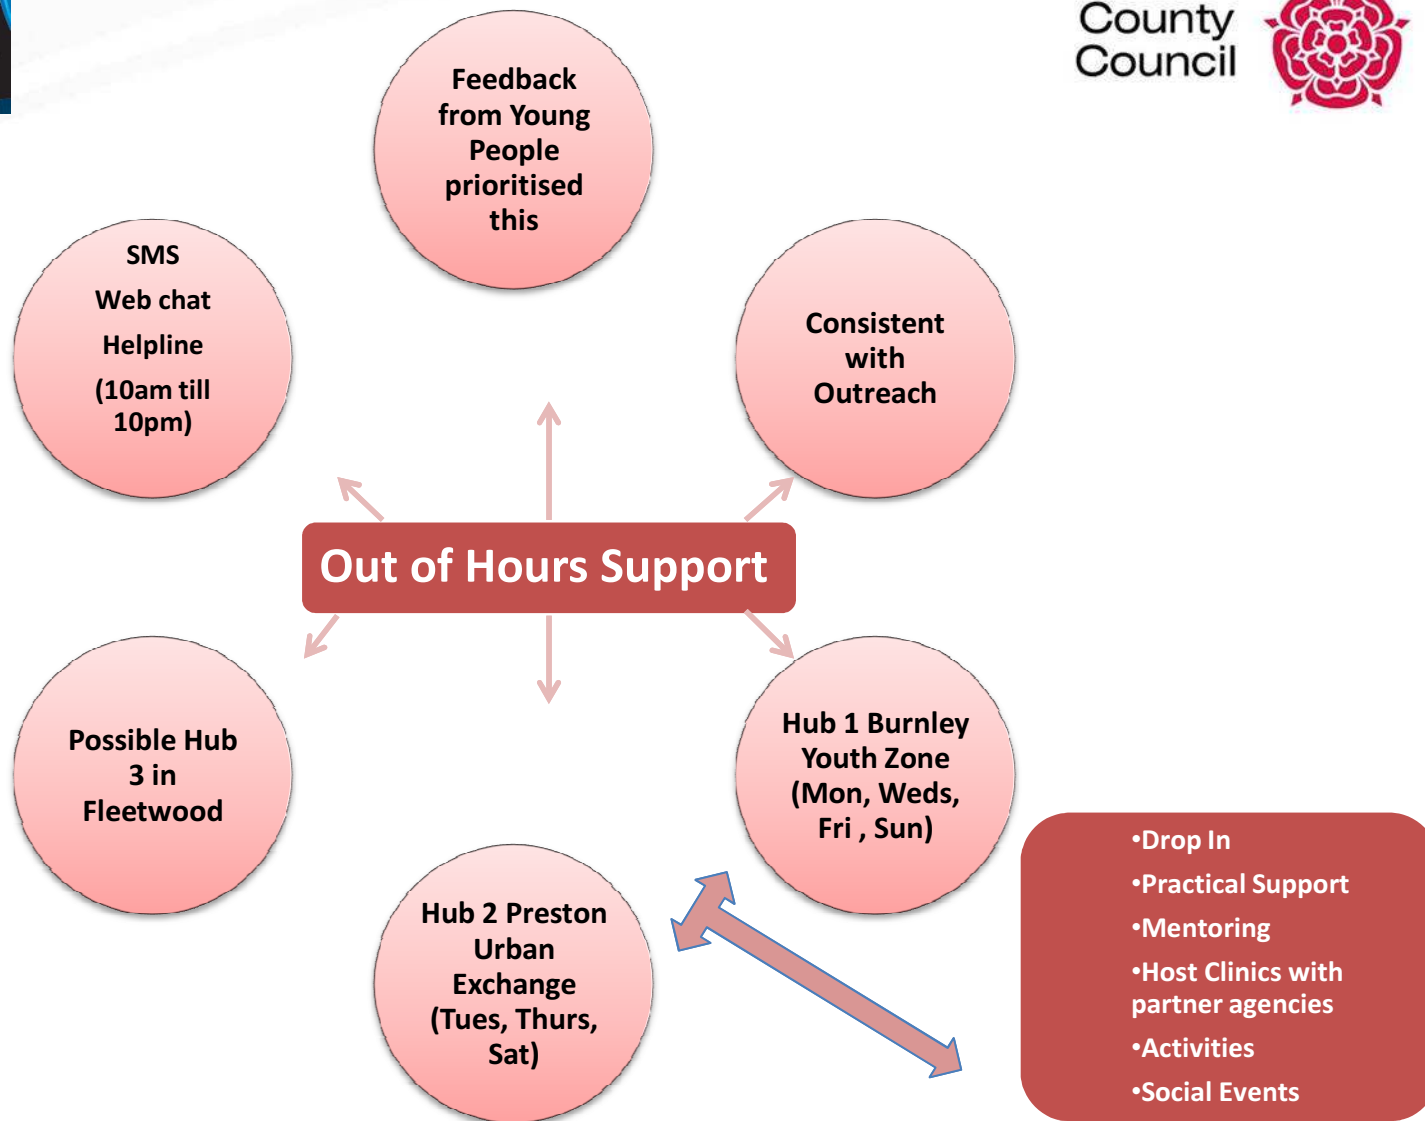 County
Council
Feedback
from Young
People
prioritised
this
SMS
Web chat
Helpline
(10am till
10pm)
Consistent
with
Outreach
Out of Hours Support
Possible Hub
3 in
Fleetwood
Hub 1 Burnley
Youth Zone
(Mon, Weds,
Fri , Sun)
Hub 2 Preston
Urban
Exchange
(Tues, Thurs,
Sat)
•Drop In
•Practical Support
•Mentoring
•Host Clinics with
partner agencies
•Activities
•Social Events